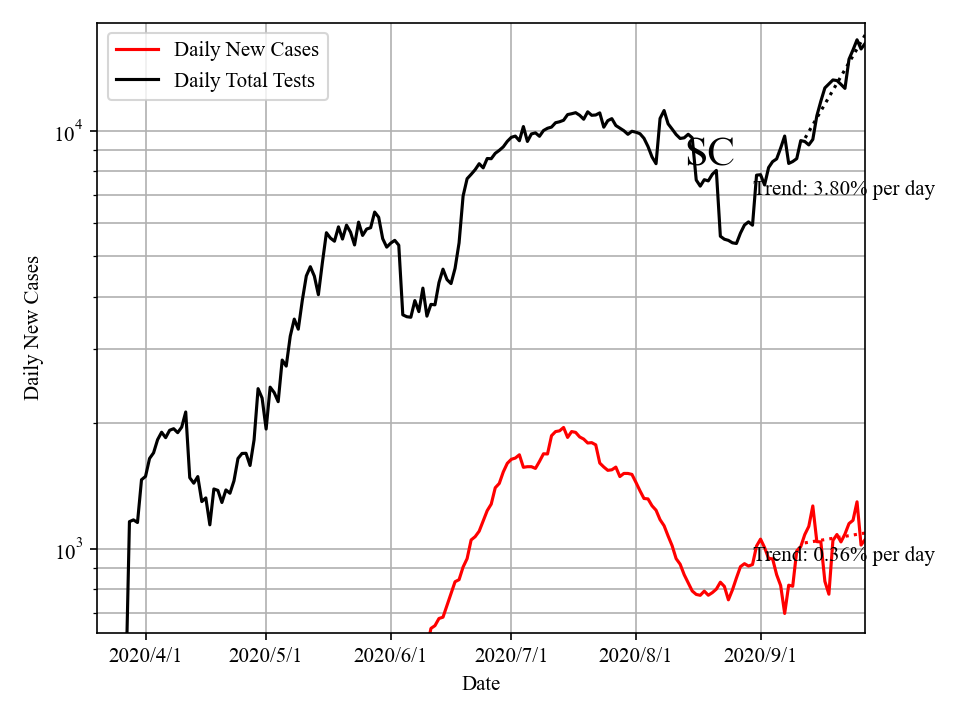 Daily New Cases
Daily Total Tests
10^4
SC
Trend: 3.80% per day
Daily New Cases
10^3
Trend: 0.36% per day
2020/4/1 2020/5/1 2020/6/1 2020/7/1 2020/8/1 2020/9/1
Date